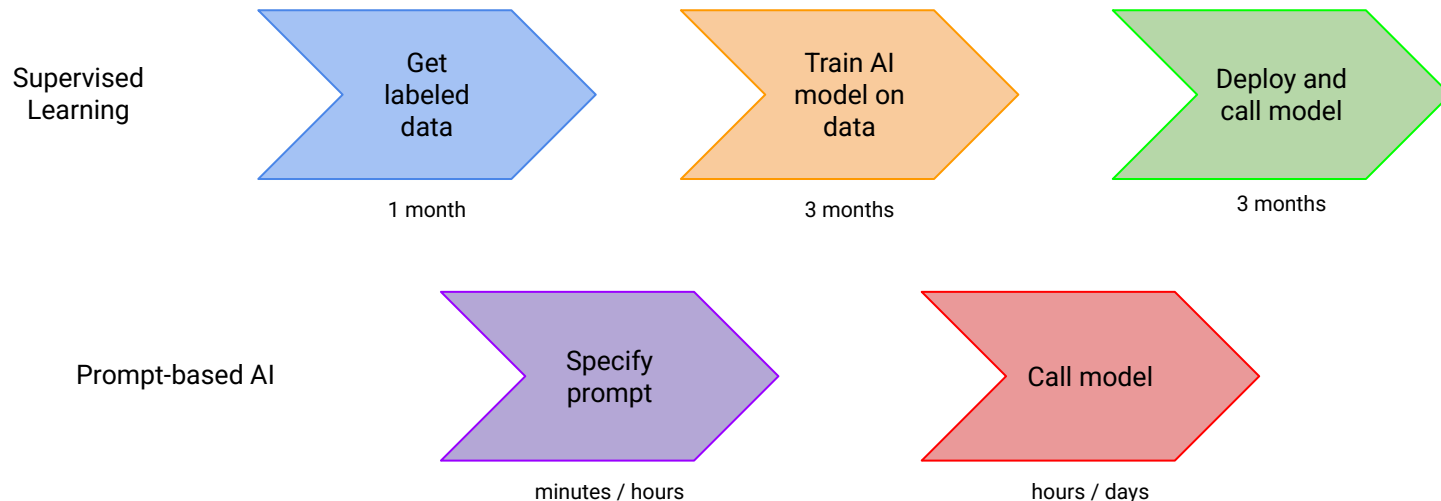 Supervised
Learning
Get
labeled
data
Train AI
model on
data
Deploy and
call model
1 month
3 months
3 months
Prompt-based AI
Specify
prompt
Call model
minutes / hours
hours / days